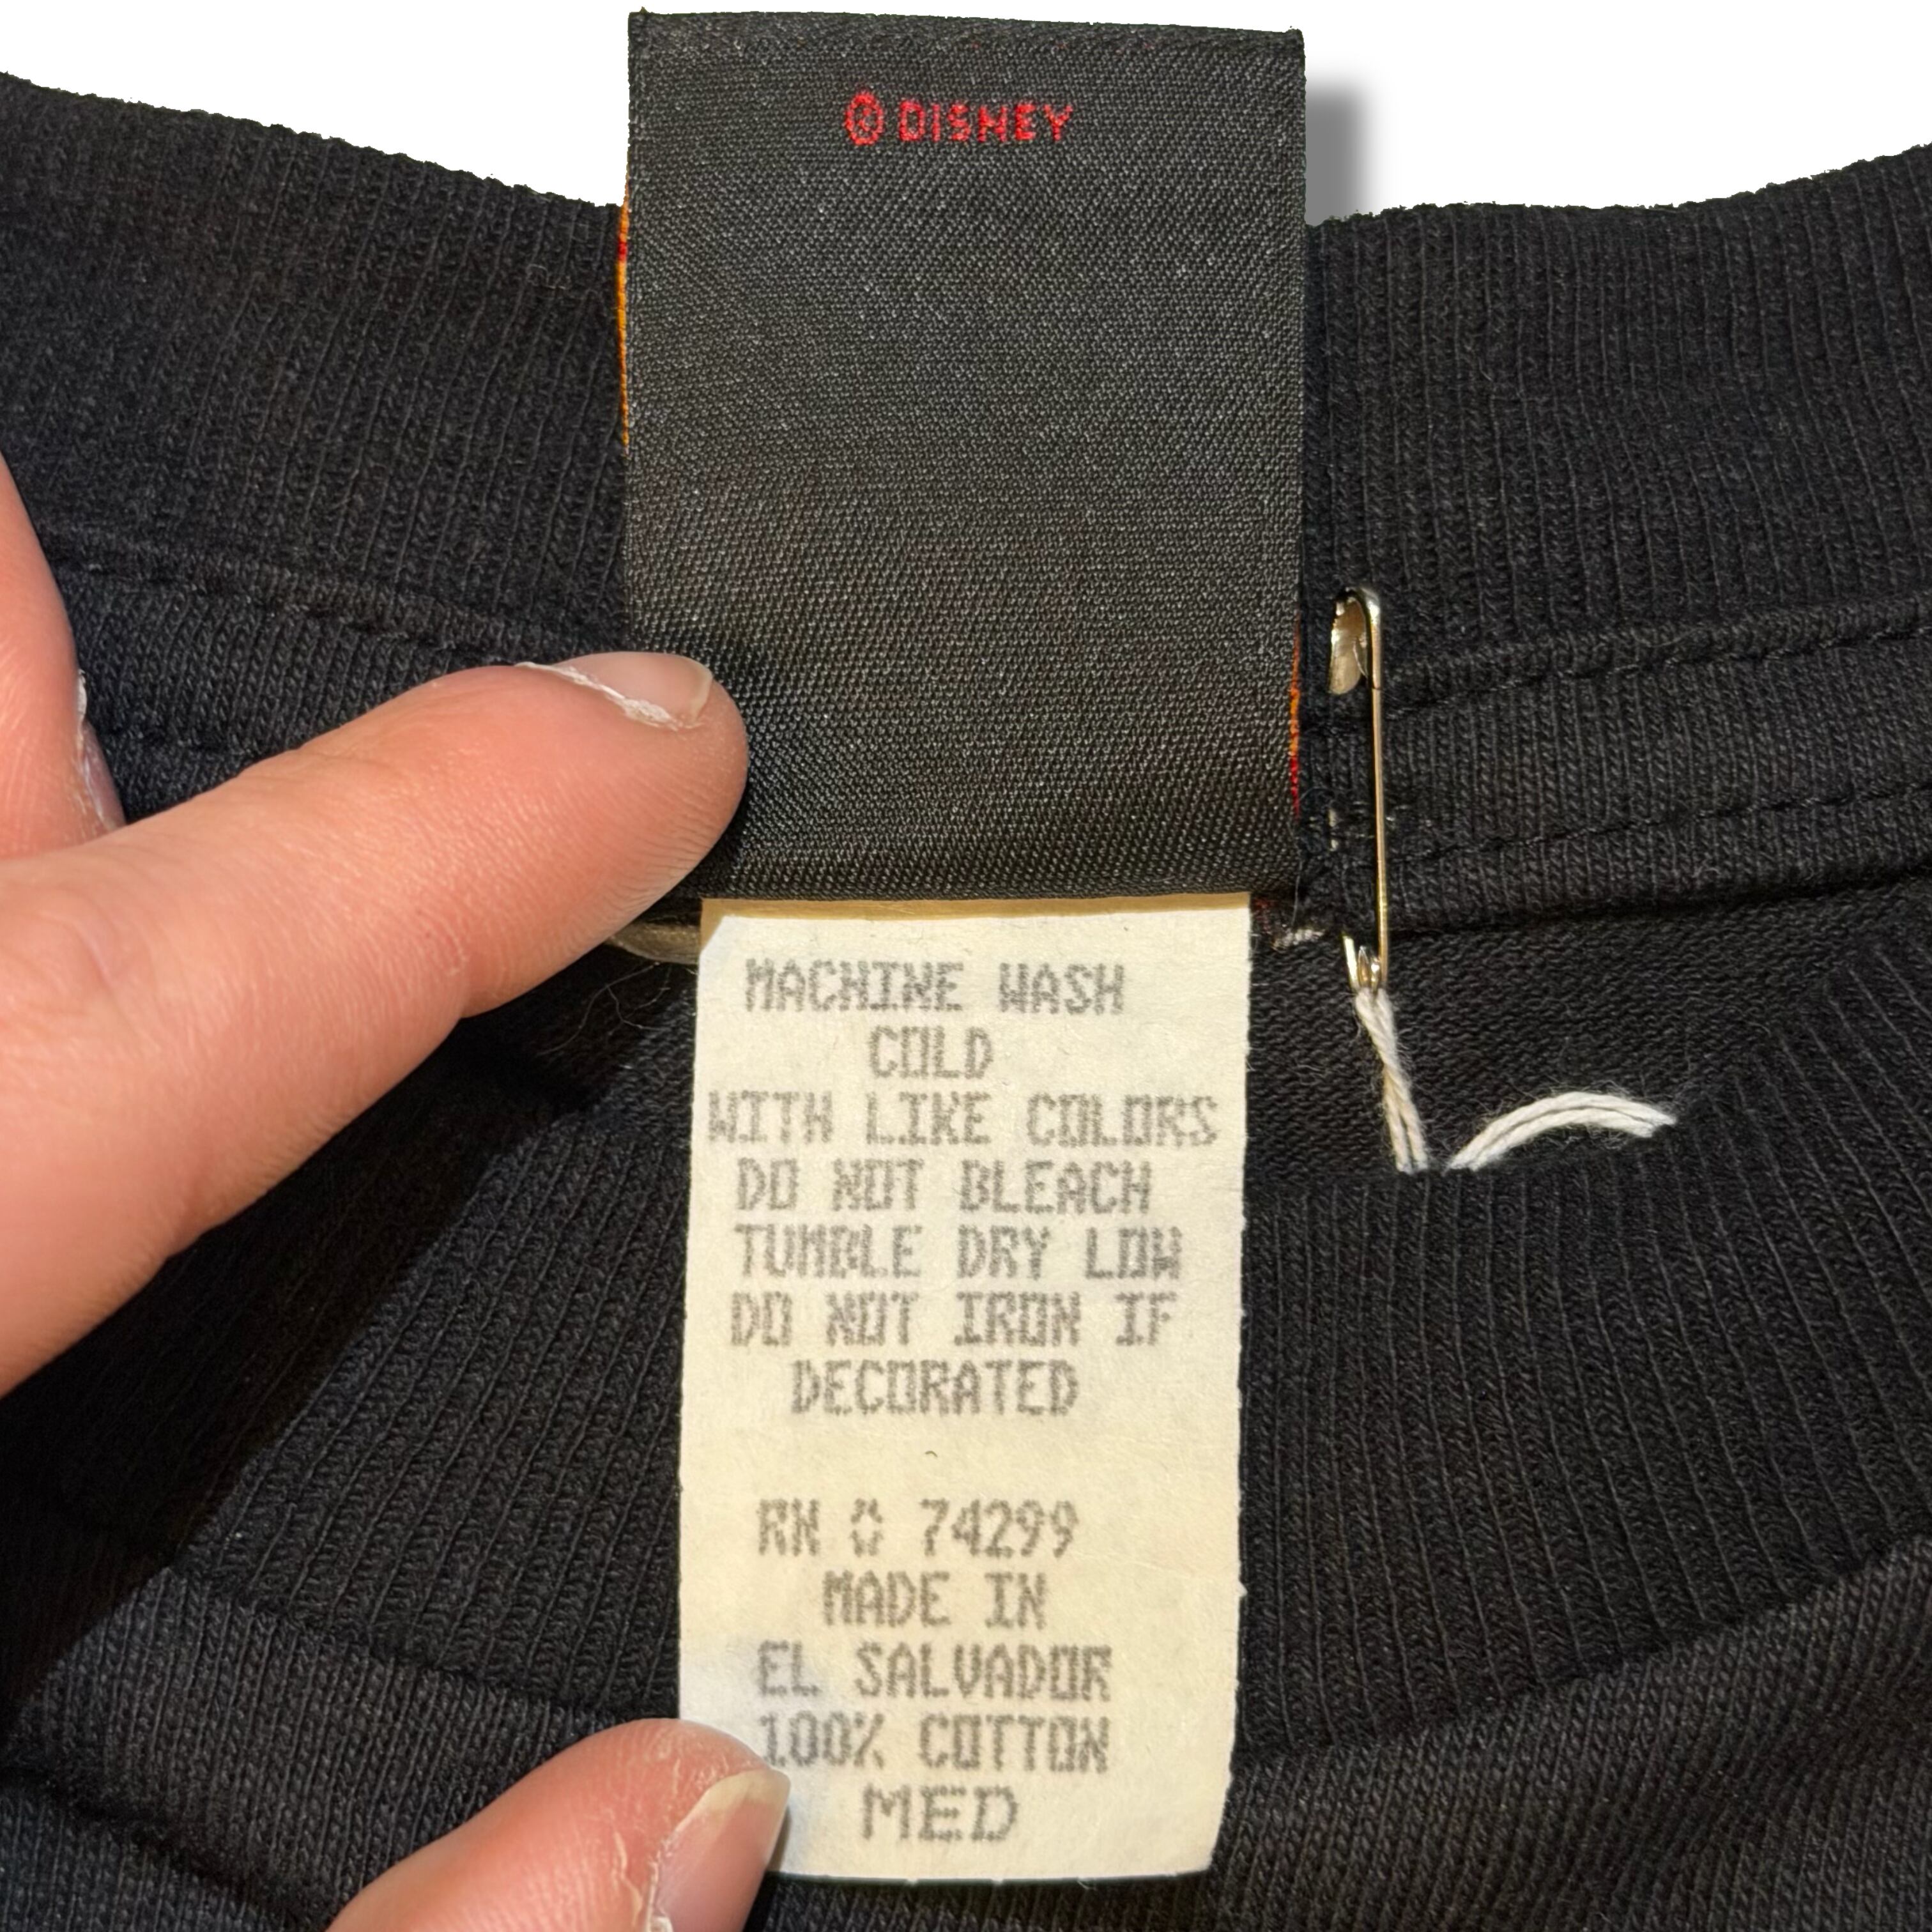 © DISNEY
MACHINE WASH
COLD
WITH LIKE COLORS
DO NOT BLEACH
TUMBLE DRY LOW
DO NOT IRON IF
DECORATED
RN # 74299
MADE IN
EL SALVADOR
100% COTTON
MED